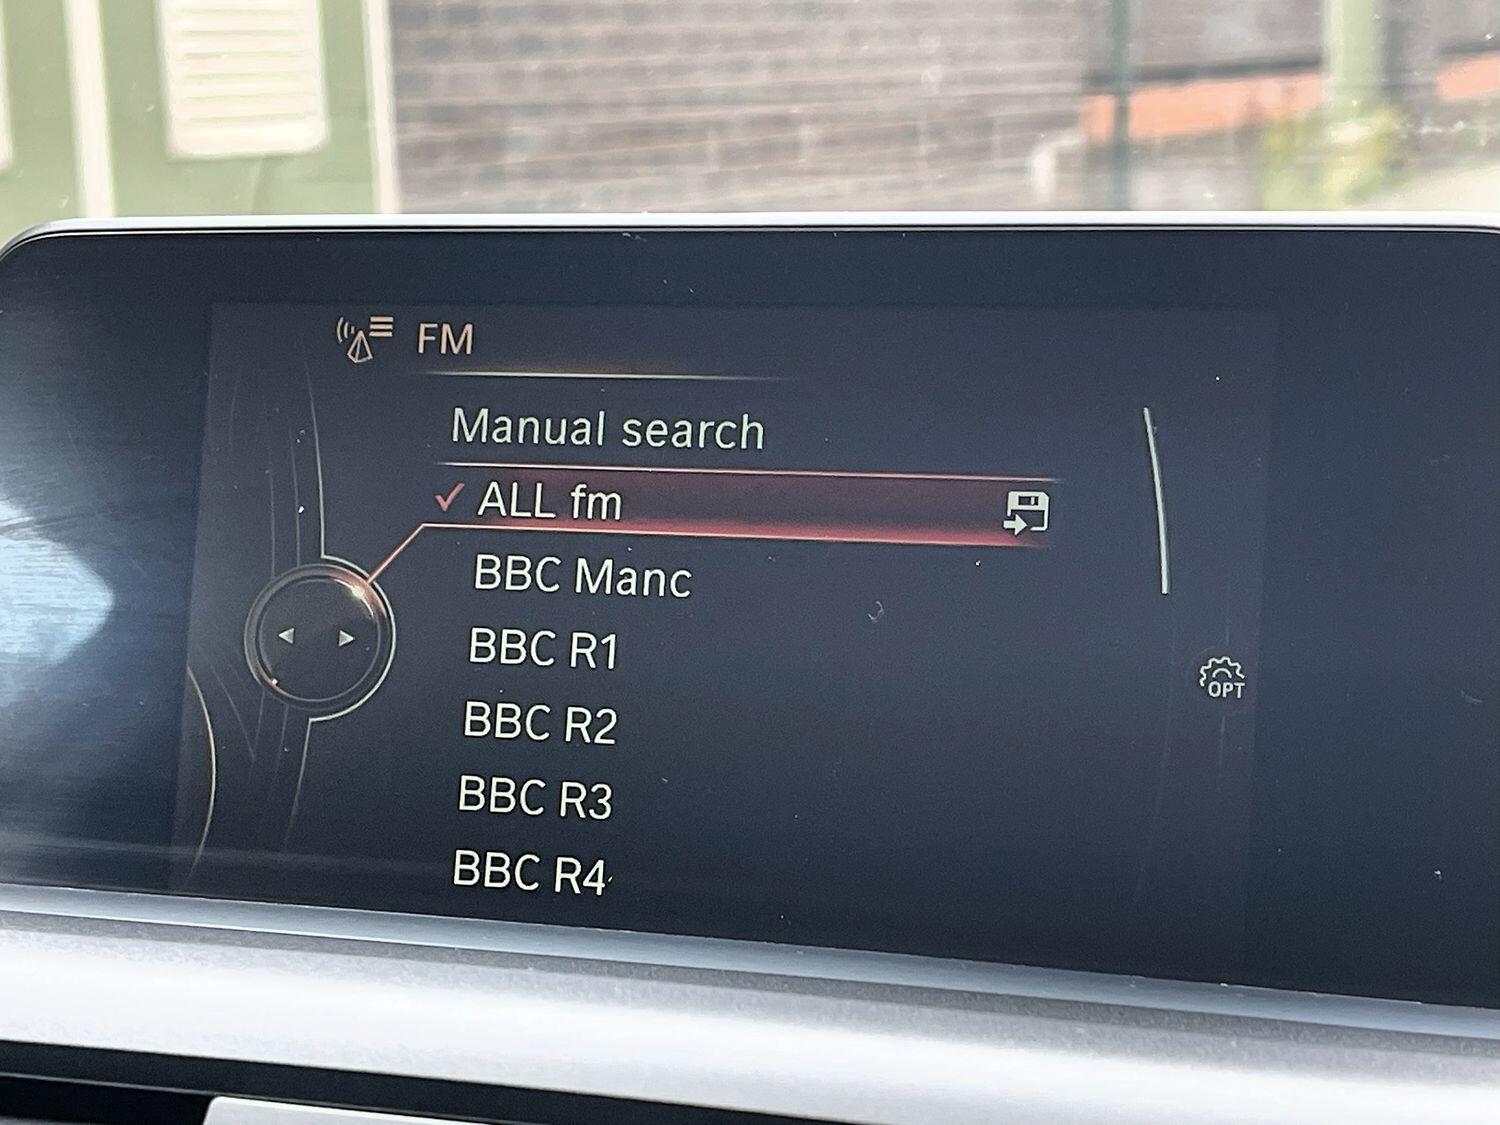 FM
Manual search
ALL fm
BBC Manc
BBC R1
BBC R2
BBC R3
BBC R4
OPT